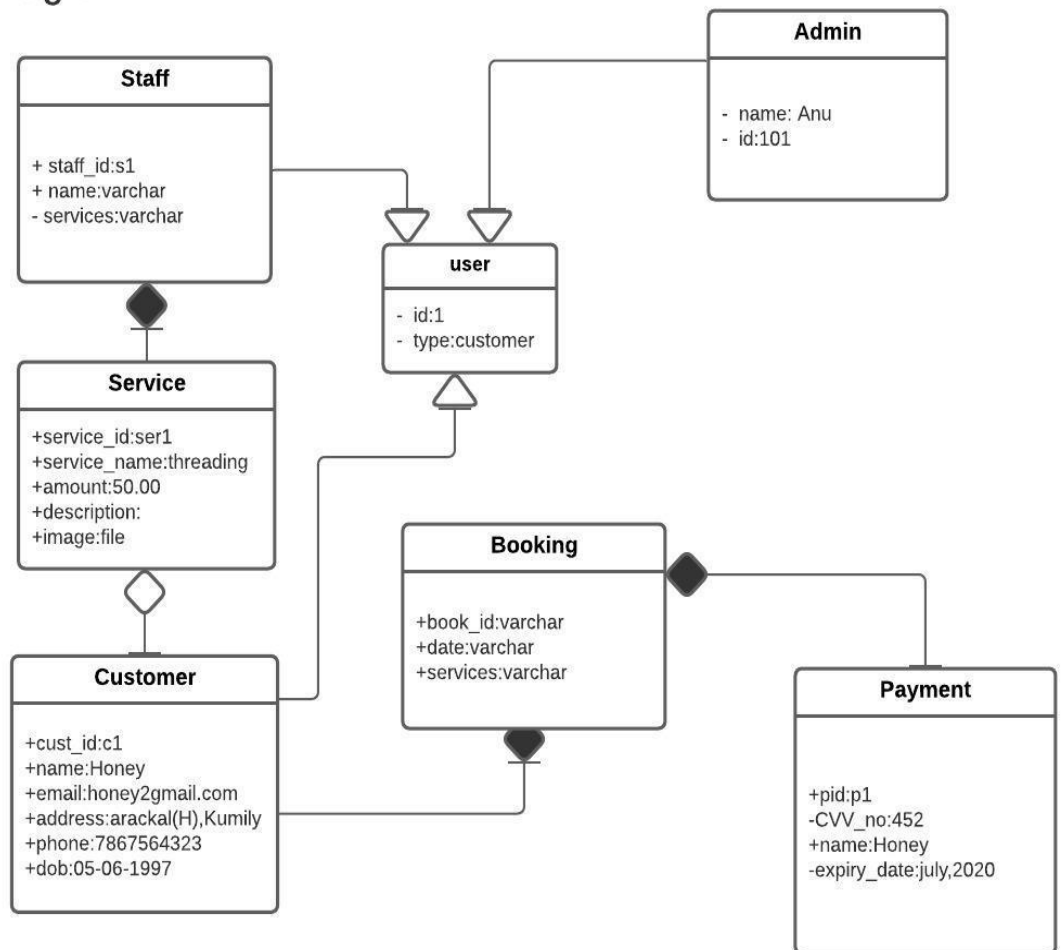 Admin
- name: Anu
- id:101
Staff
+ staff_id:s1
+ name:varchar
- services:varchar
user
- id:1
- type:customer
Service
+service_id:ser1
+service_name:threading
+amount:50.00
+description:
+image:file
Booking
+book_id:varchar
+date:varchar
+services:varchar
Customer
+cust_id:c1
+name:Honey
+email:honey2gmail.com
+address:arackal(H),Kumily
+phone:7867564323
+dob:05-06-1997
Payment
+pid:p1
-CVV_no:452
+name:Honey
-expiry_date:july,2020